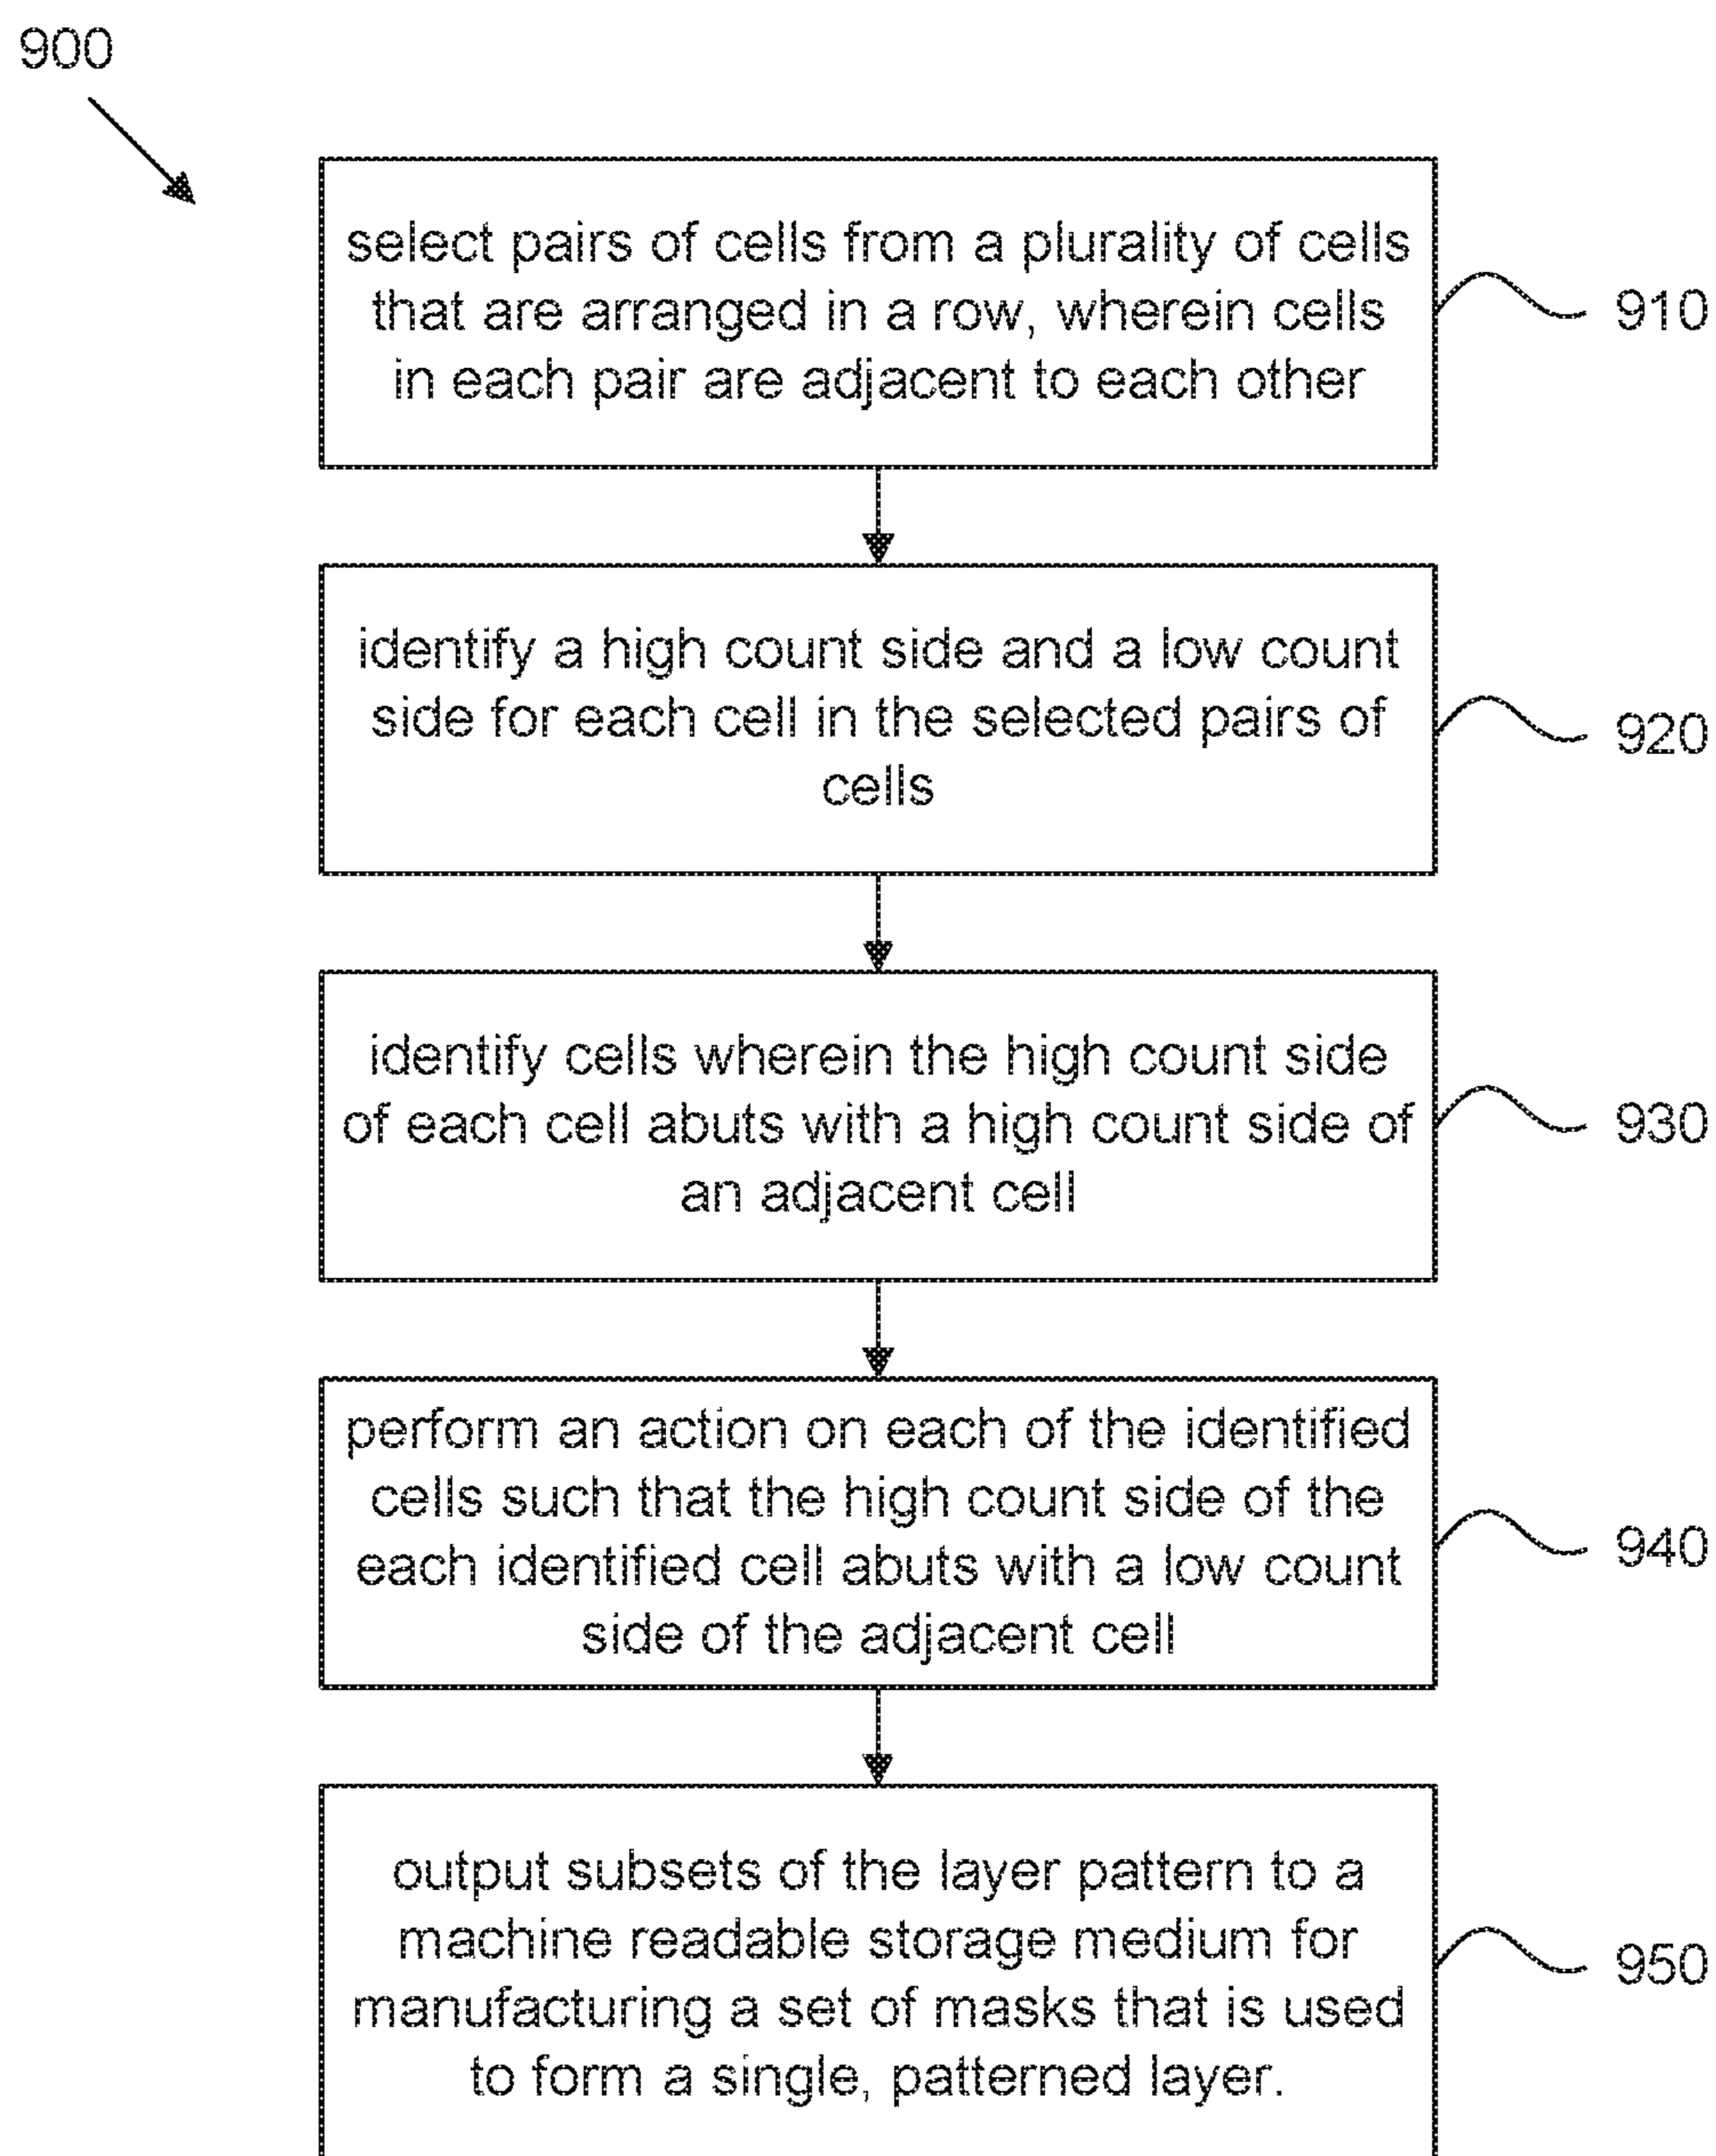 900
select pairs of cells from a plurality of cells
that are arranged in a row, wherein cells
in each pair are adjacent to each other
910
identify a high count side and a low count
side for each cell in the selected pairs of
cells
920
identify cells wherein the high count side
of each cell abuts with a high count side of
an adjacent cell
930
perform an action on each of the identified
cells such that the high count side of the
each identified cell abuts with a low count
side of the adjacent cell
940
output subsets of the layer pattern to a
machine readable storage medium for
manufacturing a set of masks that is used
to form a single, patterned layer.
950